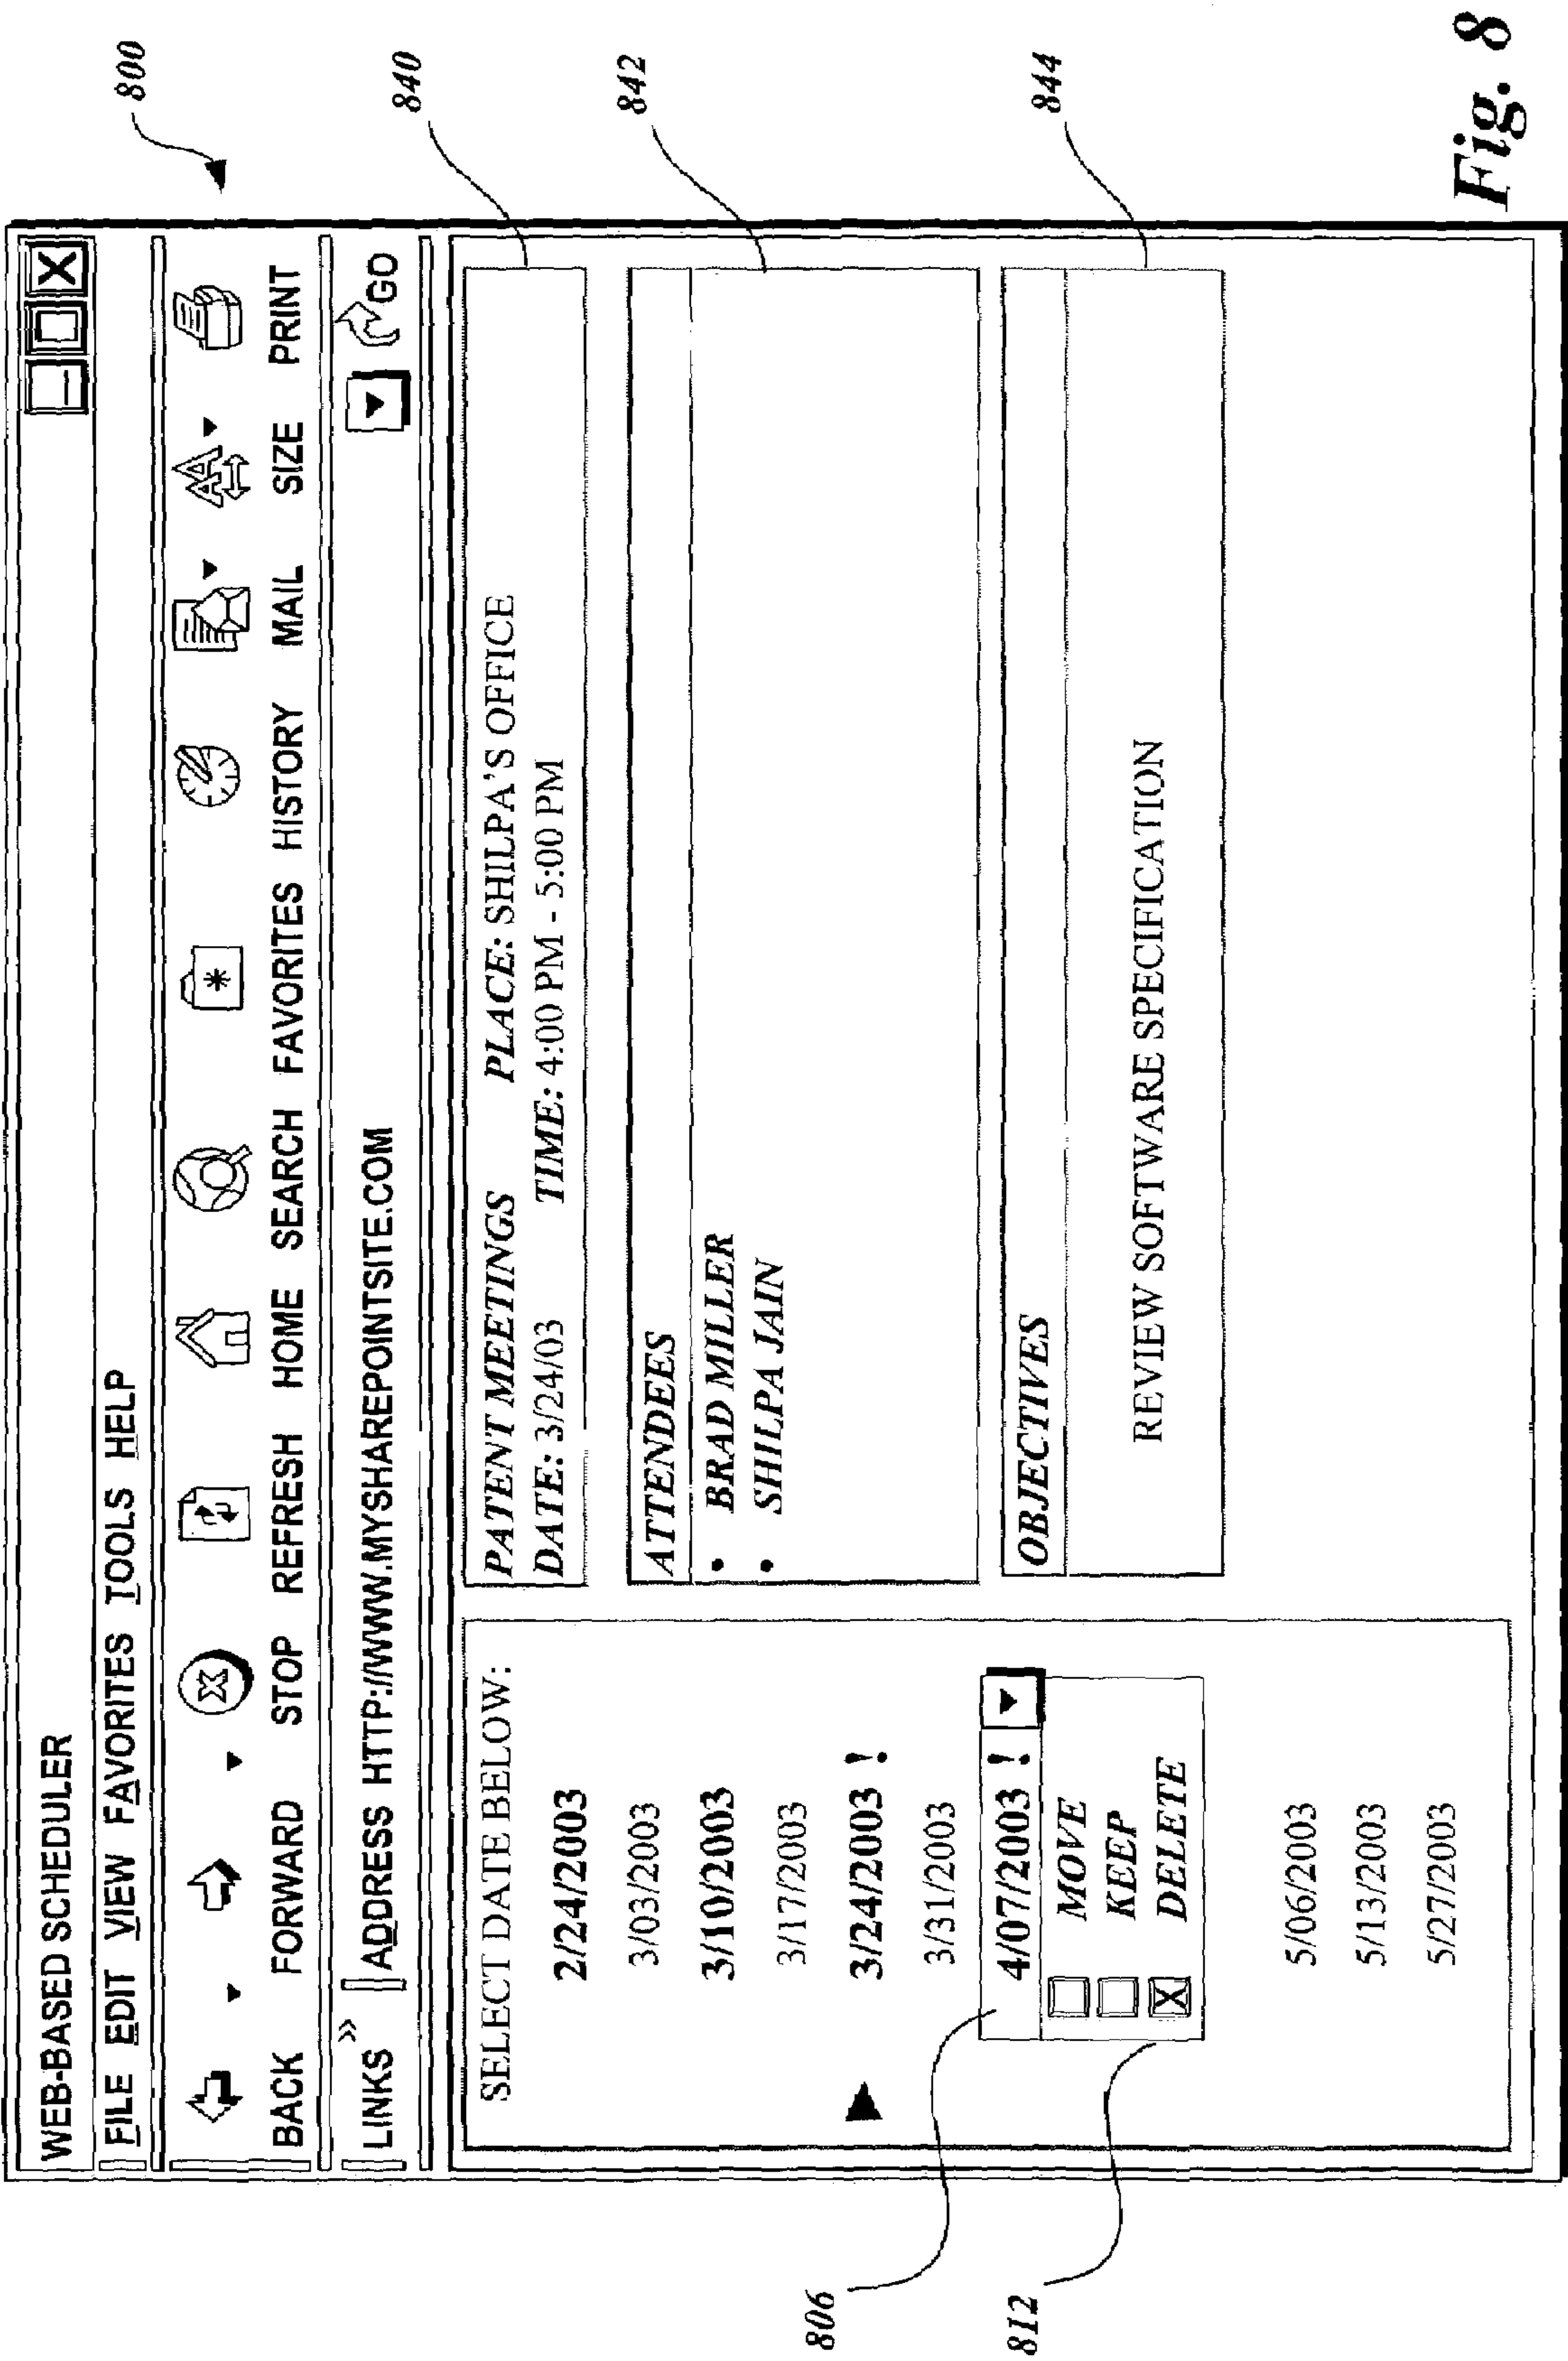 800
WEB-BASED SCHEDULER
FILE EDIT VIEW FAVORITES TOOLS HELP
BACK FORWARD STOP REFRESH HOME SEARCH FAVORITES HISTORY MAIL SIZE PRINT
LINKS » ADDRESS HTTP://WWW.MYSHAREPOINTSITE.COM GO
SELECT DATE BELOW:
2/24/2003
3/03/2003
3/10/2003
3/17/2003
3/24/2003 !
3/31/2003
4/07/2003 !
MOVE
KEEP
X DELETE
5/06/2003
5/13/2003
5/27/2003
806
812
PATENT MEETINGS PLACE: SHILPA'S OFFICE
DATE: 3/24/03 TIME: 4:00 PM - 5:00 PM
840
ATTENDEES
• BRAD MILLER
• SHILPA JAIN
842
OBJECTIVES
REVIEW SOFTWARE SPECIFICATION
844
Fig. 8